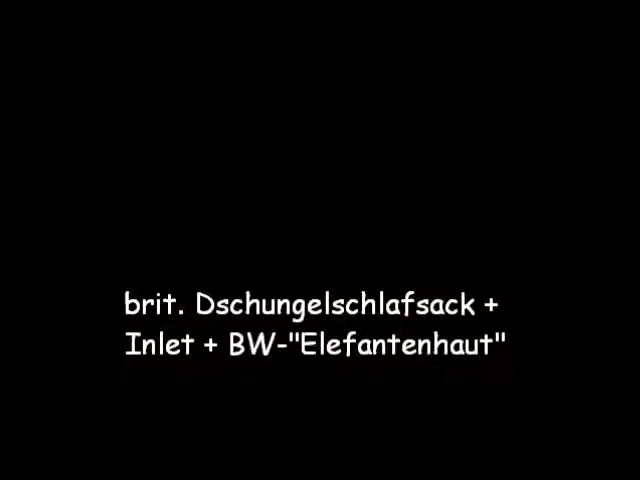 brit. Dschungelschlafsack +
Inlet + BW-"Elefantenhaut"